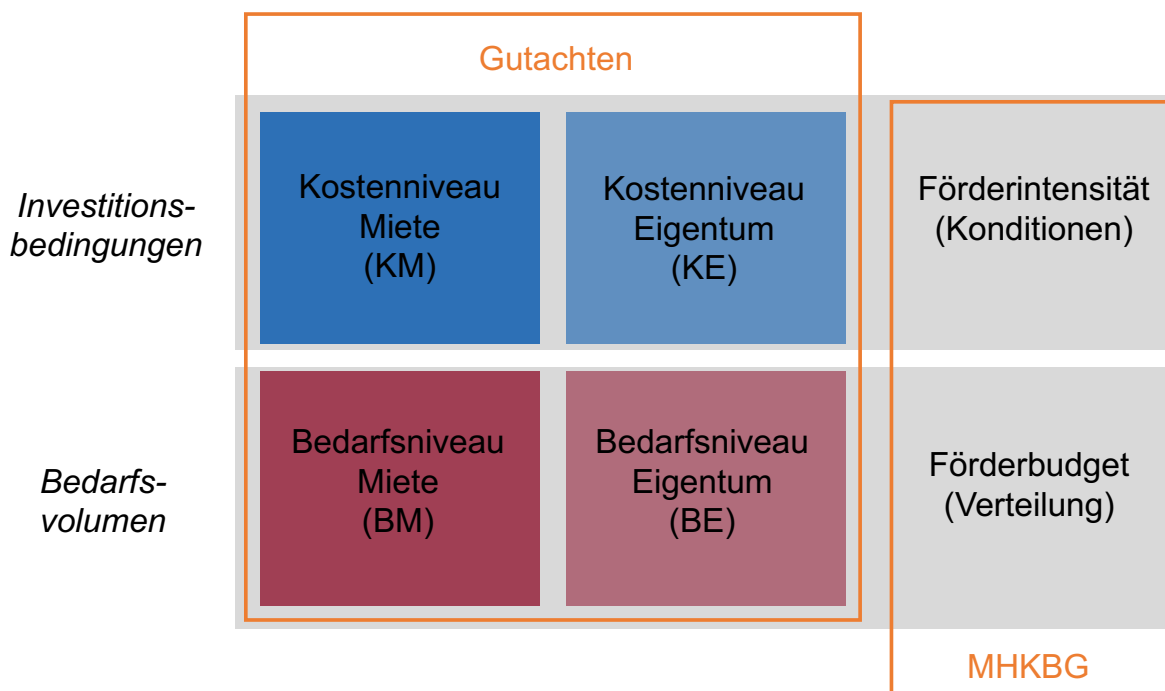 Gutachten
Investitions-
bedingungen
Kostenniveau
Miete
(KM)
Kostenniveau
Eigentum
(KE)
Förderintensität
(Konditionen)
Bedarfs-
volumen
Bedarfsniveau
Miete
(BM)
Bedarfsniveau
Eigentum
(BE)
Förderbudget
(Verteilung)
MHKBG